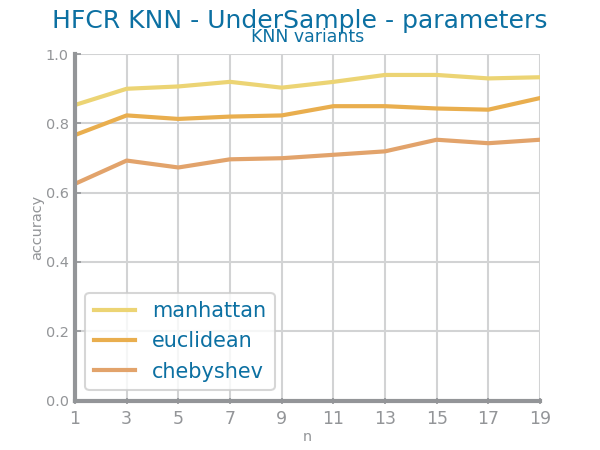 HFCR KNN - UnderSample - parameters
KNN variants
1.0
0.8
0.6
0.4
0.2
0.0
accuracy
manhattan
euclidean
chebyshev
1 3 5 7 9 11 13 15 17 19
n